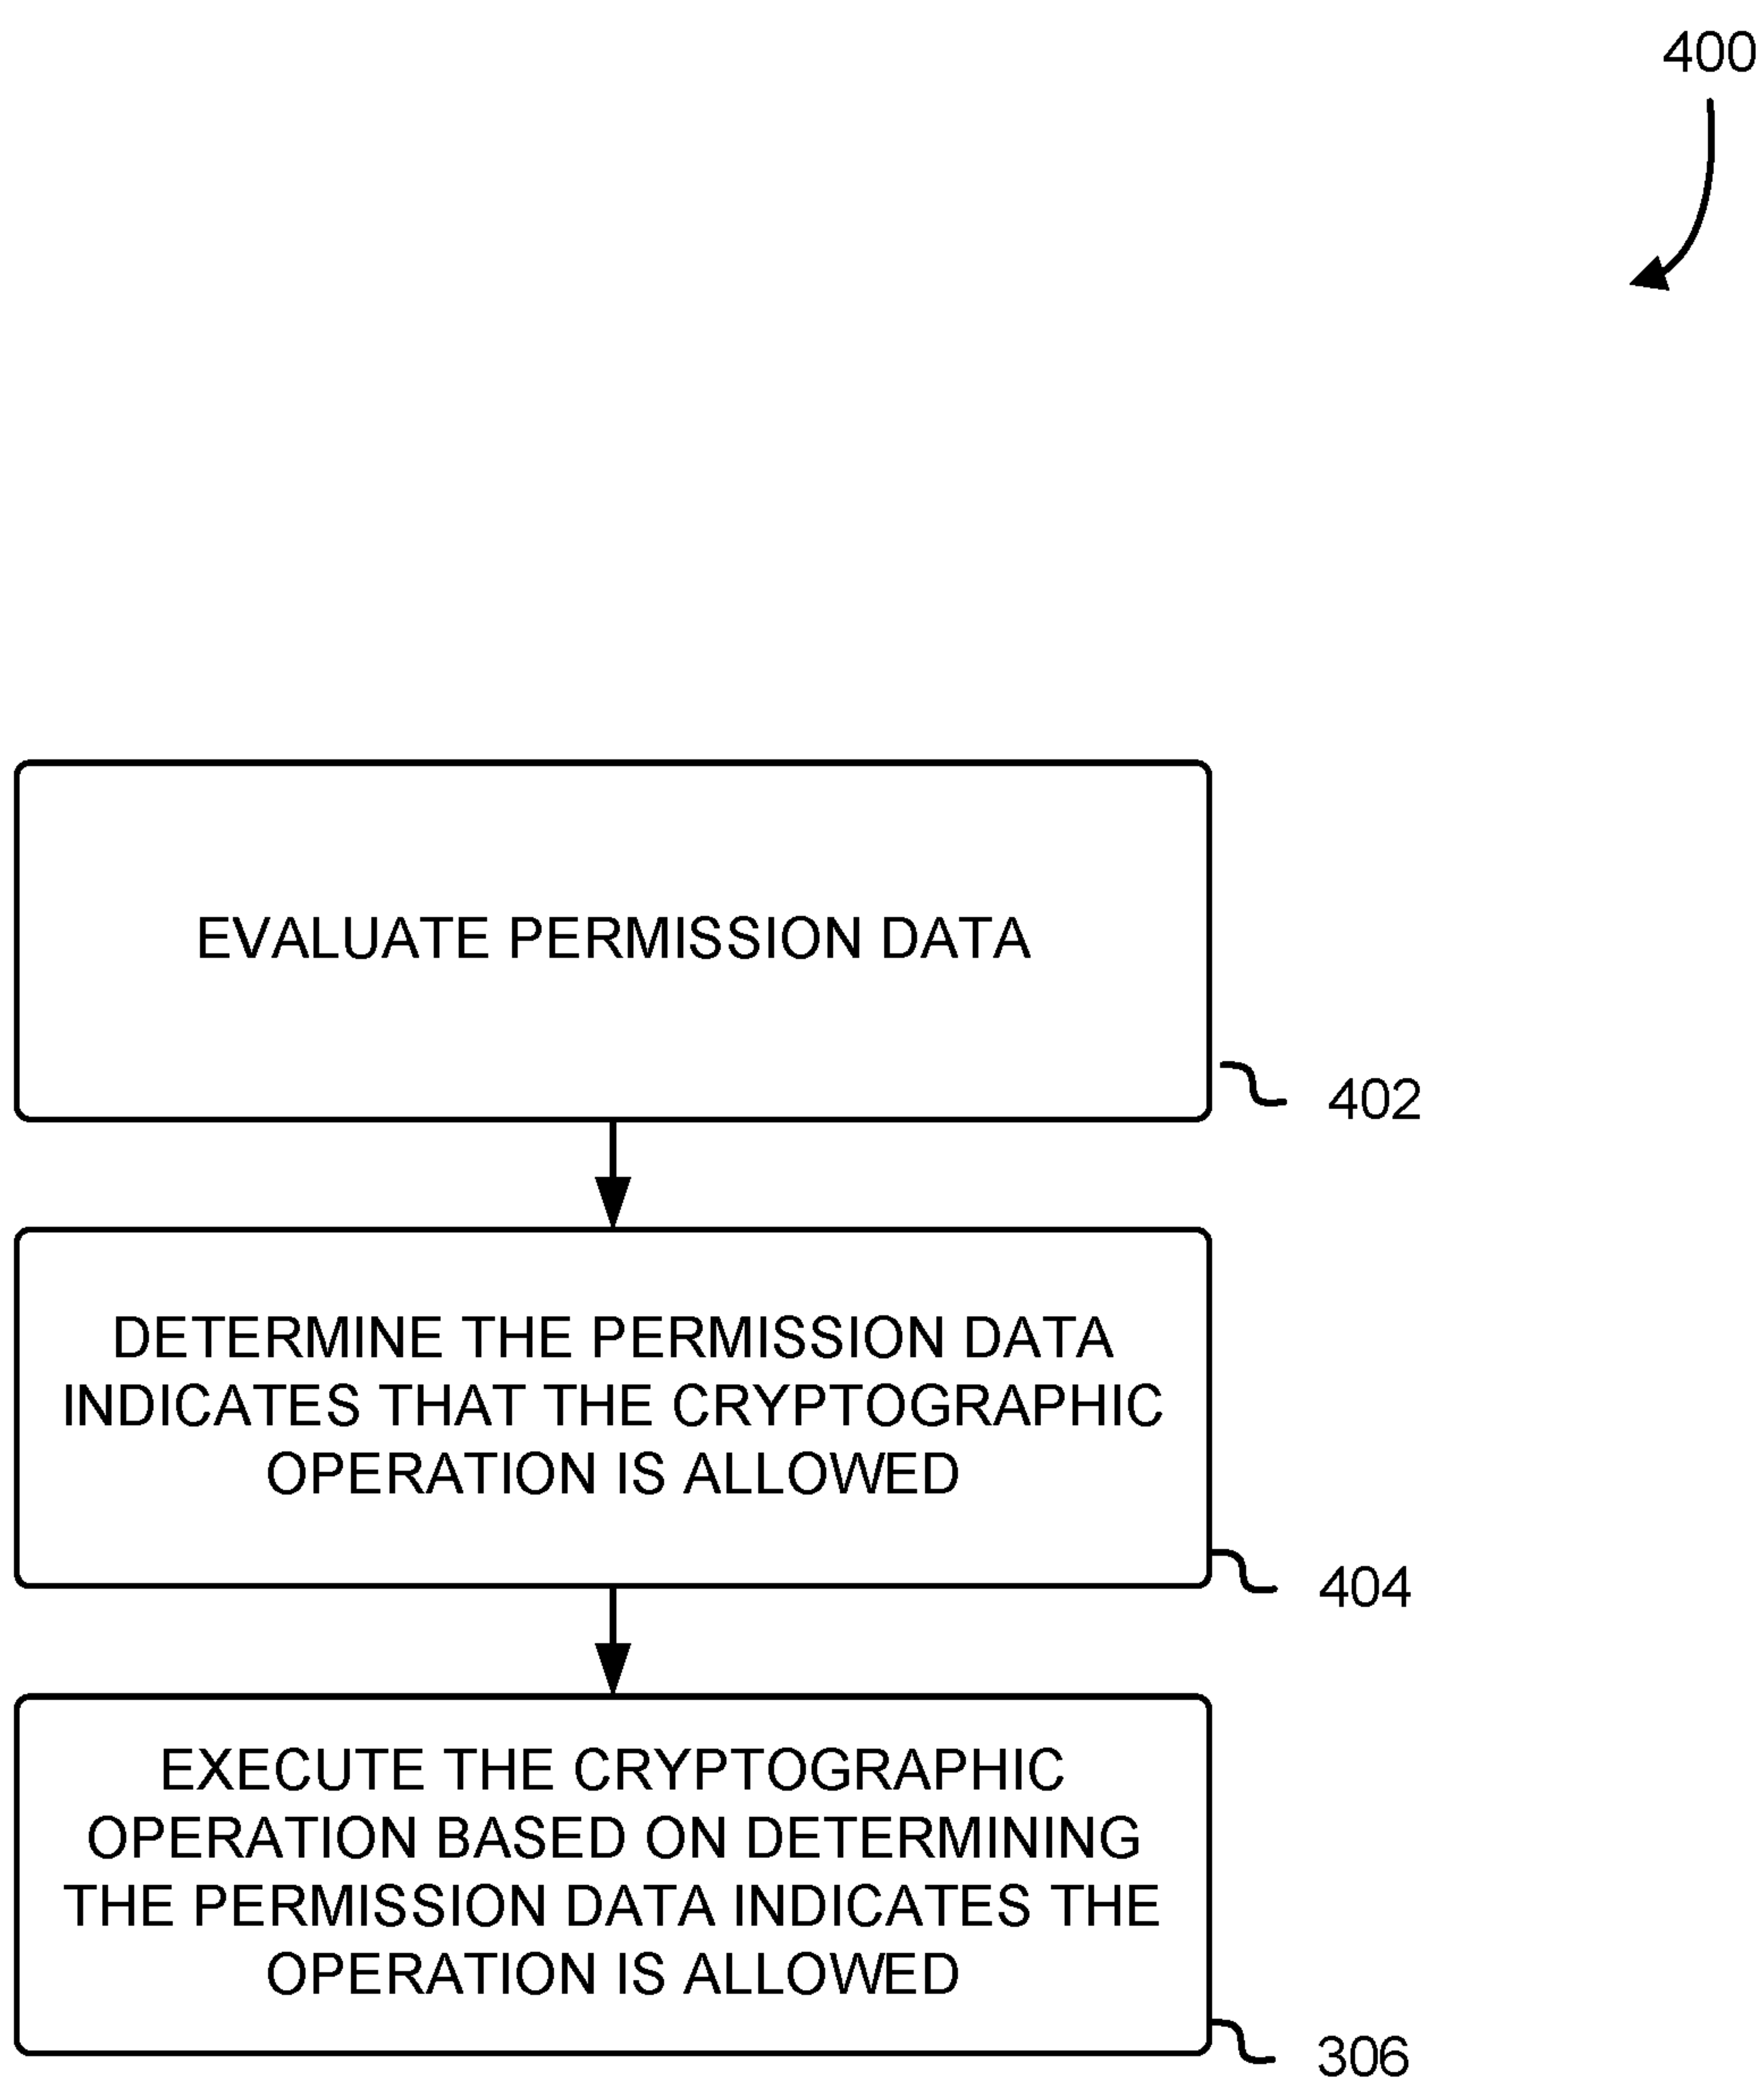 400
EVALUATE PERMISSION DATA
402
DETERMINE THE PERMISSION DATA
INDICATES THAT THE CRYPTOGRAPHIC
OPERATION IS ALLOWED
404
EXECUTE THE CRYPTOGRAPHIC
OPERATION BASED ON DETERMINING
THE PERMISSION DATA INDICATES THE
OPERATION IS ALLOWED
306